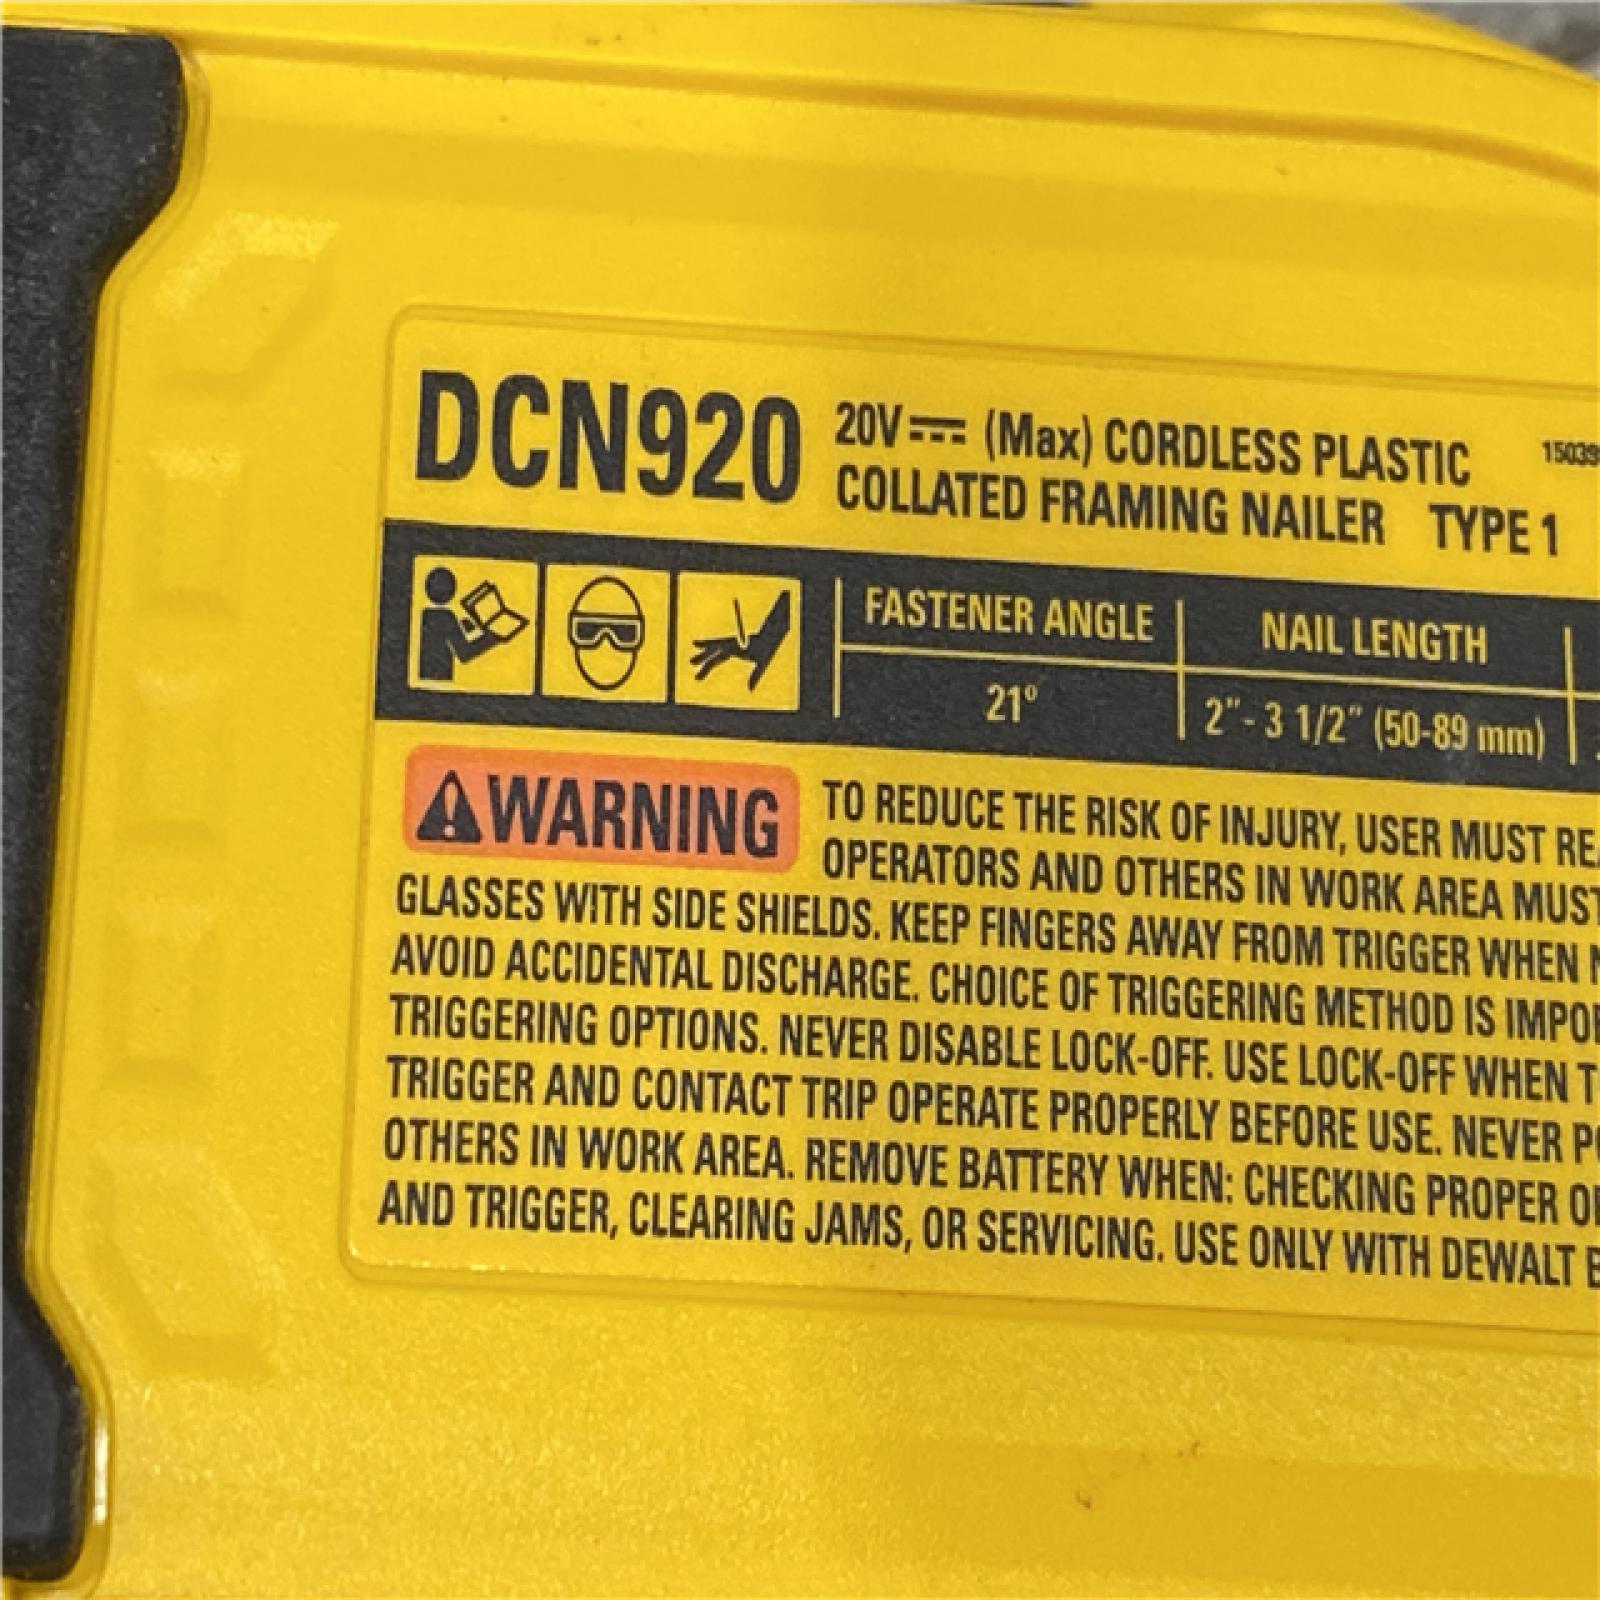 DCN920
20V⎓ (Max) CORDLESS PLASTIC
COLLATED FRAMING NAILER TYPE 1
FASTENER ANGLE NAIL LENGTH
21° 2"- 3 1/2" (50-89 mm)
WARNING TO REDUCE THE RISK OF INJURY, USER MUST
OPERATORS AND OTHERS IN WORK AREA MUST
GLASSES WITH SIDE SHIELDS. KEEP FINGERS AWAY FROM TRIGGER WHEN
AVOID ACCIDENTAL DISCHARGE. CHOICE OF TRIGGERING METHOD IS
TRIGGERING OPTIONS. NEVER DISABLE LOCK-OFF. USE LOCK-OFF WHEN
TRIGGER AND CONTACT TRIP OPERATE PROPERLY BEFORE USE. NEVER
OTHERS IN WORK AREA. REMOVE BATTERY WHEN: CHECKING PROPER
AND TRIGGER, CLEARING JAMS, OR SERVICING. USE ONLY WITH DEWALT